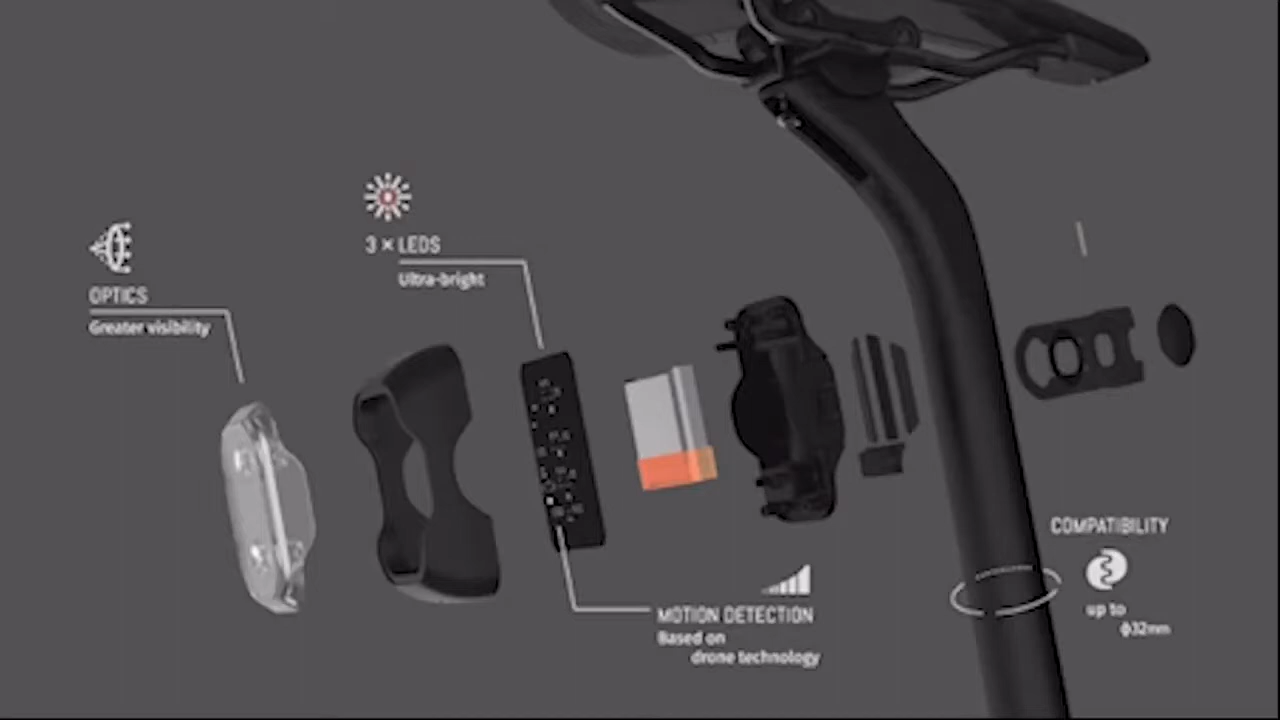 3 × LEDS
Ultra-bright
OPTICS
Greater visibility
COMPATIBILITY
up to
ϕ32mm
MOTION DETECTION
Based on
drone technology